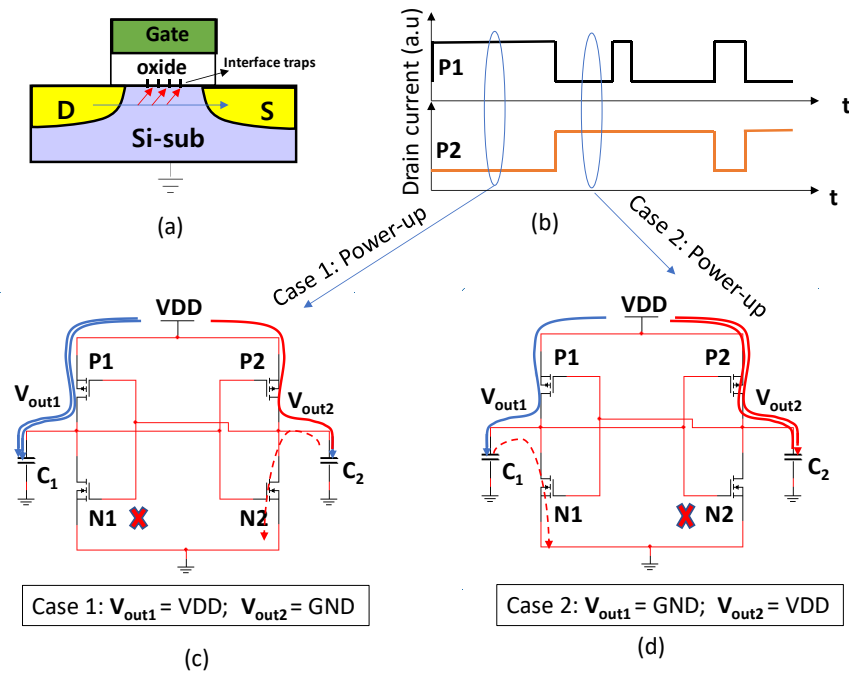 Gate
oxide
Interface traps
D
S
Si-sub
(a)
Drain current (a.u)
P1
t
P2
t
(b)
Case 1: Power-up
Case 2: Power-up
VDD
P1
P2
Vout1
Vout2
C1
C2
N1
N2
Case 1: Vout1 = VDD; Vout2 = GND
(c)
VDD
P1
P2
Vout1
Vout2
C1
C2
N1
N2
Case 2: Vout1 = GND; Vout2 = VDD
(d)